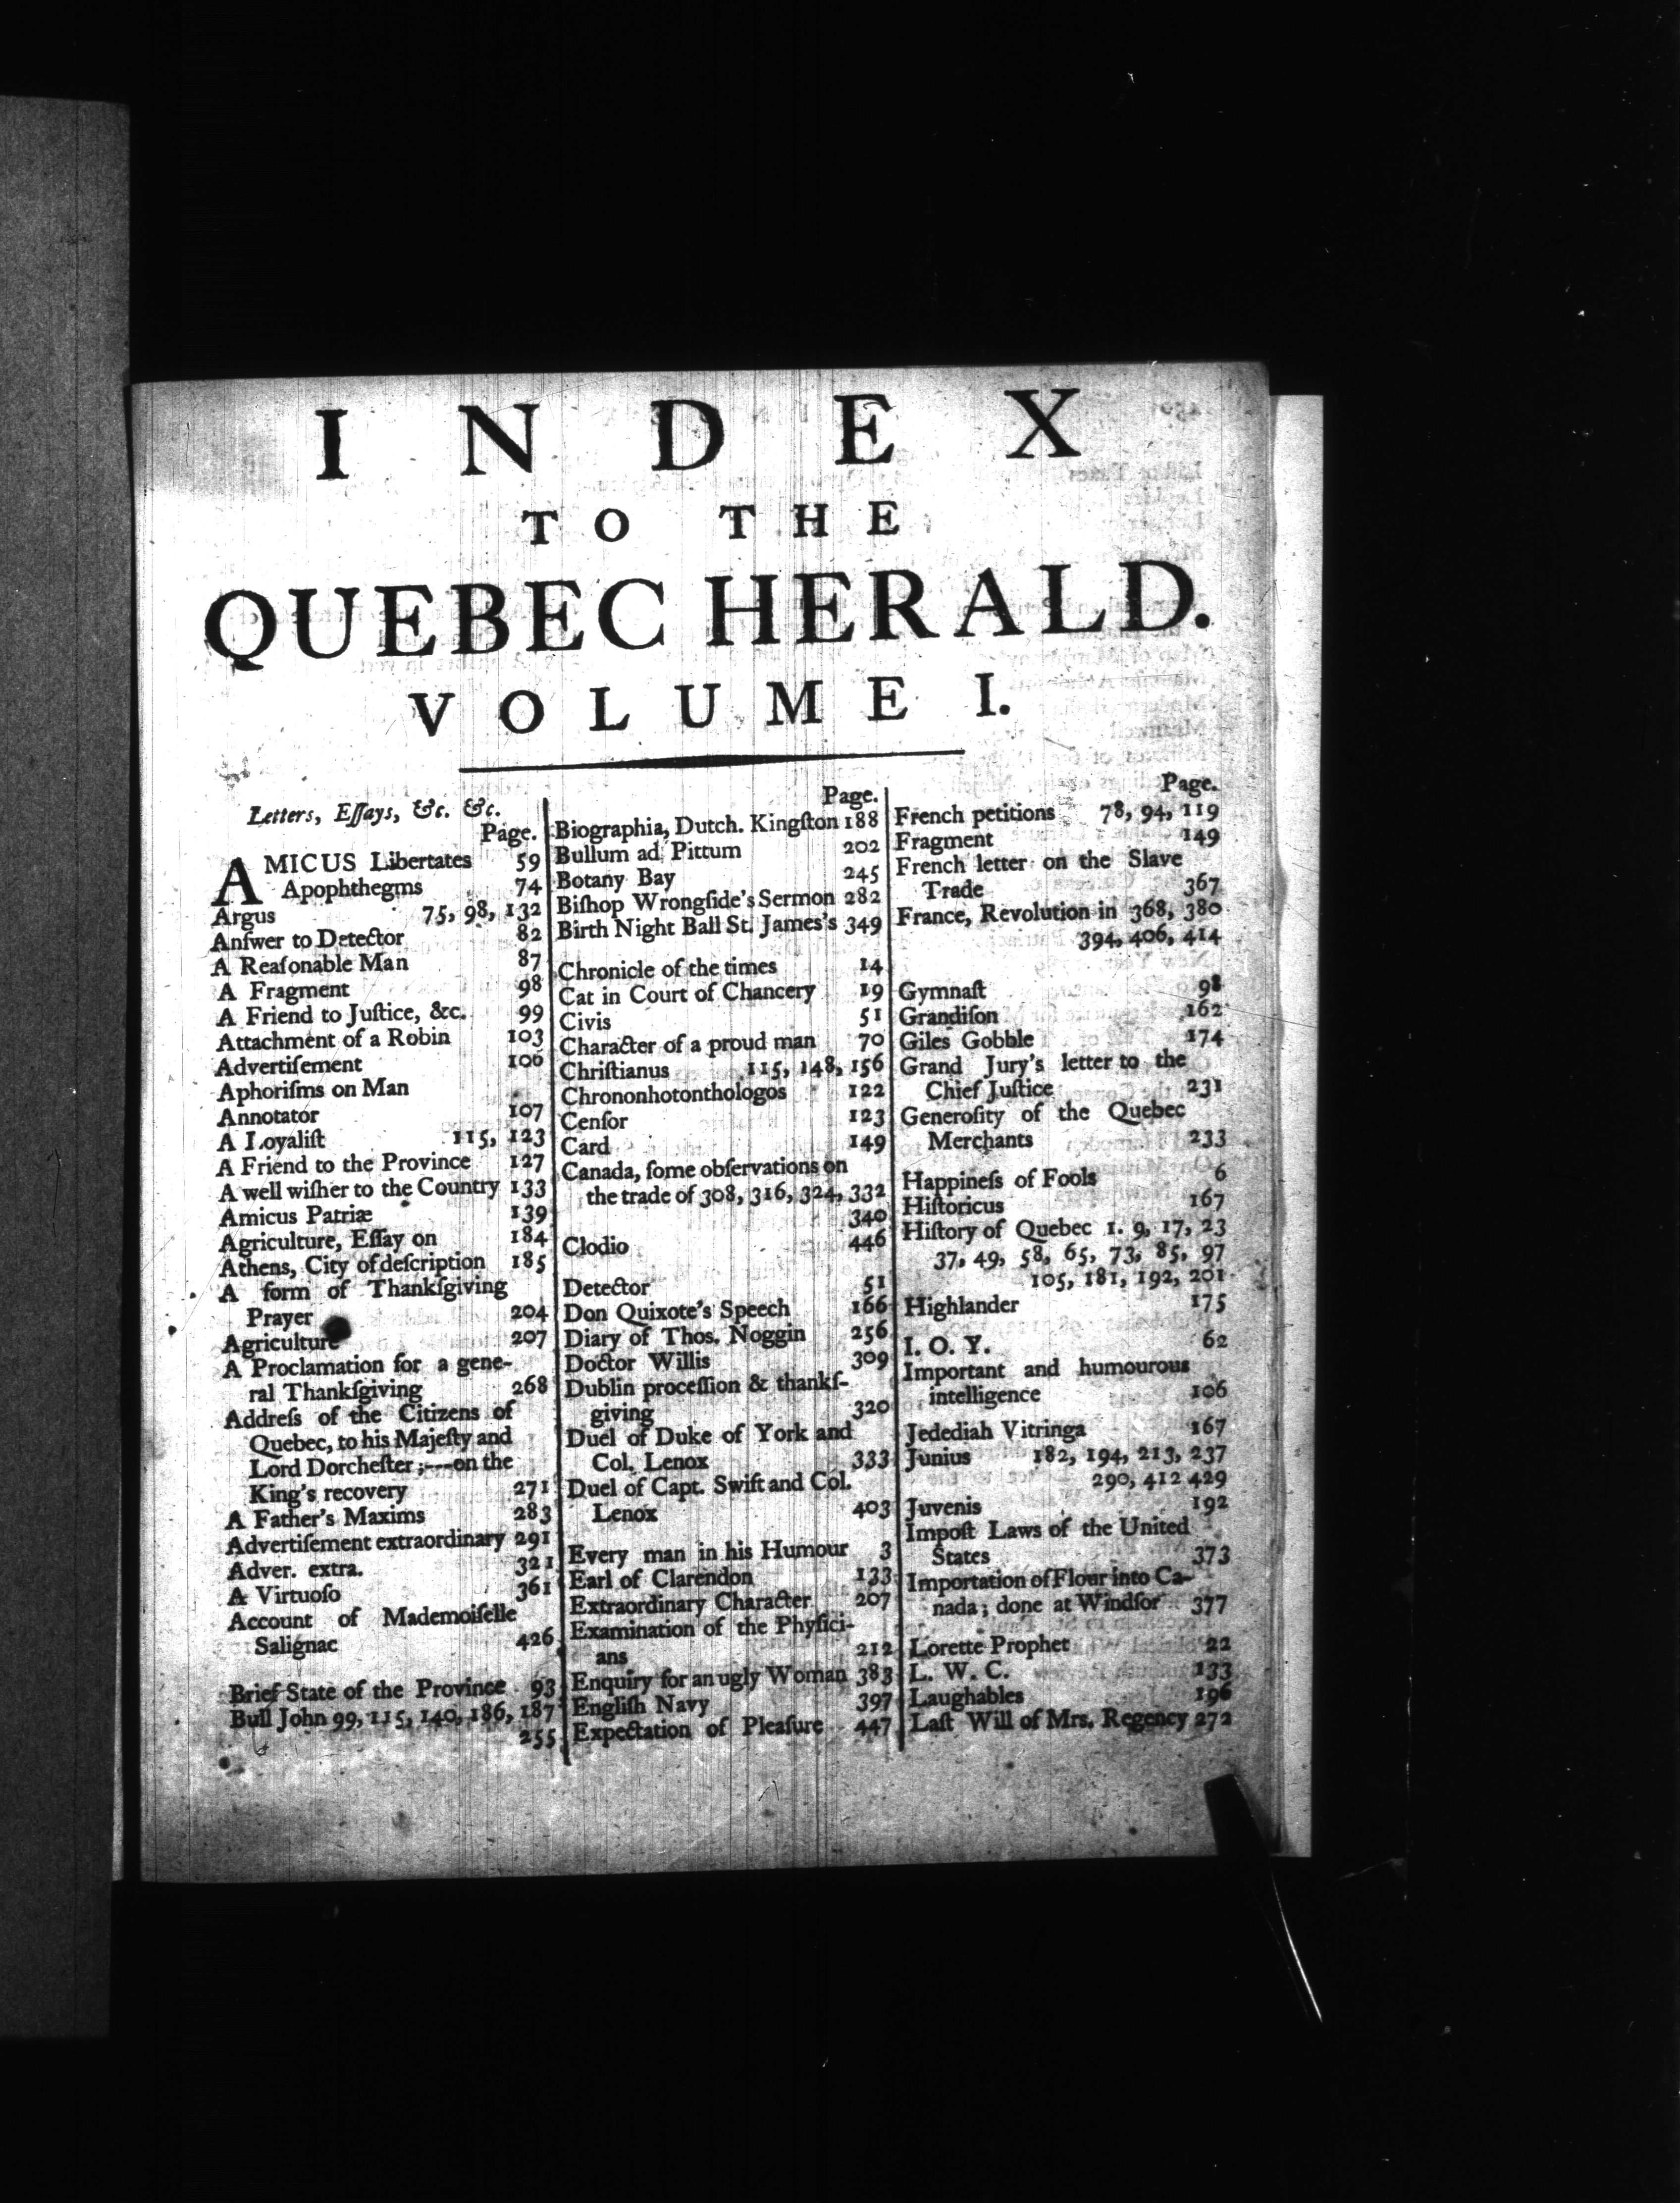 INDEX
TO THE
QUEBEC HERALD.
VOLUME I.
Letters, Eſſays, &c. &c.
Page.
AMICUS Libertates 59
Apophthegms 74
Argus 75, 98, 132
Anſwer to Detector 82
A Reaſonable Man 87
A Fragment 98
A Friend to Juſtice, &c. 99
Attachment of a Robin 103
Advertiſement 106
Aphoriſms on Man
Annotator 107
A Loyaliſt 115, 123
A Friend to the Province 127
A well wiſher to the Country 133
Amicus Patriæ 139
Agriculture, Eſſay on 184
Athens, City of deſcription 185
A form of Thankſgiving
Prayer 204
Agriculture 207
A Proclamation for a gene-
ral Thankſgiving 268
Addreſs of the Citizens of
Quebec, to his Majeſty and
Lord Dorcheſter;---on the
King's recovery 271
A Father's Maxims 283
Advertiſement extraordinary 291
Adver. extra. 321
A Virtuoſo 361
Account of Mademoiſelle
Salignac 426
Brief State of the Province 93
Bull John 99, 115, 140, 186, 187
255
Page.
Biographia, Dutch. Kingſton 188
Bullum ad Pittum 202
Botany Bay 245
Biſhop Wrongſide's Sermon 282
Birth Night Ball St. James's 349
Chronicle of the times 14
Cat in Court of Chancery 19
Civis 51
Character of a proud man 70
Chriſtianus 115, 148, 156
Chrononhotonthologos 122
Cenſor 123
Card 149
Canada, ſome obſervations on
the trade of 308, 316, 324, 332
340
Clodio 446
Detector 51
Don Quixote's Speech 166
Diary of Thos. Noggin 256
Doctor Willis 309
Dublin proceſſion & thankſ-
giving 320
Duel of Duke of York and
Col. Lenox 333
Duel of Capt. Swift and Col.
Lenox 403
Every man in his Humour 3
Earl of Clarendon 133
Extraordinary Character 207
Examination of the Phyſici-
ans 212
Enquiry for an ugly Woman 383
Engliſh Navy 397
Expectation of Pleaſure 447
Page.
French petitions 78, 94, 119
Fragment 149
French letter on the Slave
Trade 367
France, Revolution in 368, 380
394, 406, 414
Gymnaſt 98
Grandiſon 162
Giles Gobble 174
Grand Jury's letter to the
Chief Juſtice 231
Generoſity of the Quebec
Merchants 233
Happineſs of Fools 6
Hiſtoricus 167
Hiſtory of Quebec 1. 9, 17, 23
37, 49, 58, 65, 73, 85, 97
105, 181, 192, 201
Highlander 175
I. O. Y. 62
Important and humourous
intelligence 106
Jedediah Vitringa 167
Junius 182, 194, 213, 237
290, 412 429
Juvenis 192
Impoſt Laws of the United
States 373
Importation of Flour into Ca-
nada; done at Windſor 377
Lorette Prophet 22
L. W. C. 133
Laughables 196
Laſt Will of Mrs. Regency 272